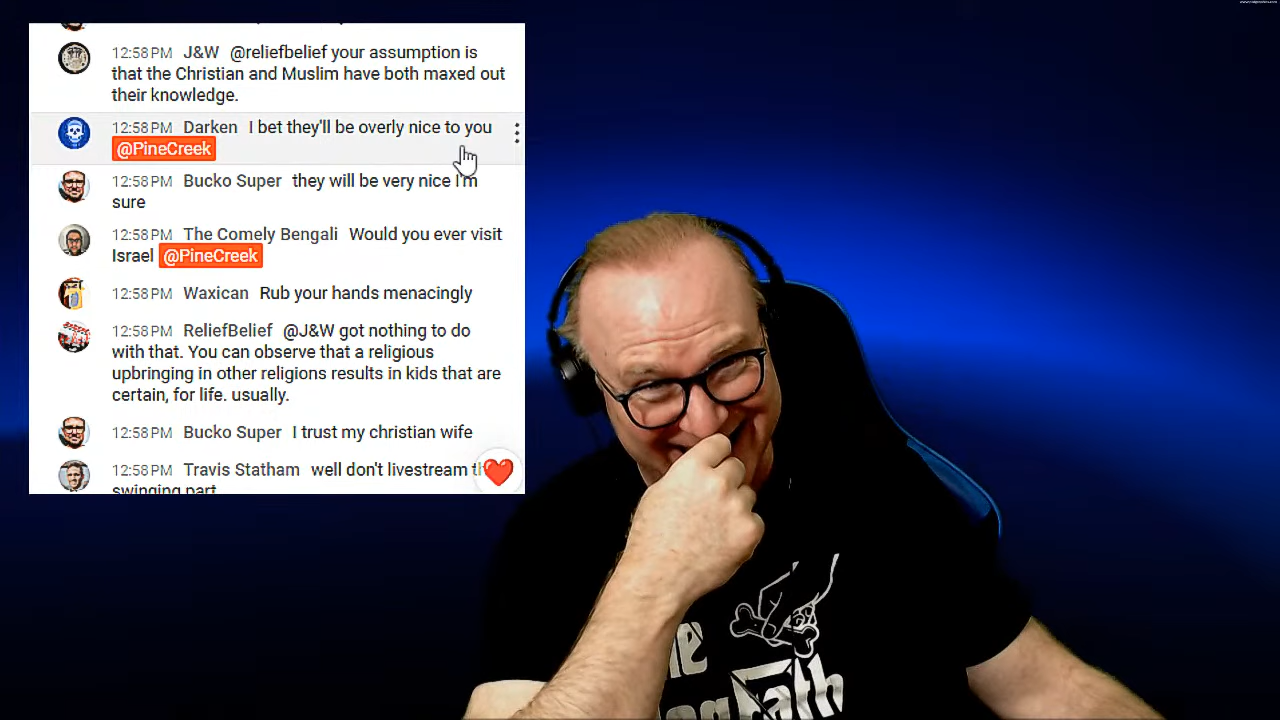 12:58 PM J&W @reliefbelief your assumption is
that the Christian and Muslim have both maxed out
their knowledge.
12:58 PM Darken I bet they'll be overly nice to you
@PineCreek
12:58 PM Bucko Super they will be very nice I'm
sure
12:58 PM The Comely Bengali Would you ever visit
Israel @PineCreek
12:58 PM Waxican Rub your hands menacingly
12:58 PM ReliefBelief @J&W got nothing to do
with that. You can observe that a religious
upbringing in other religions results in kids that are
certain, for life. usually.
12:58 PM Bucko Super I trust my christian wife
12:58 PM Travis Statham well don't livestream
swinging part